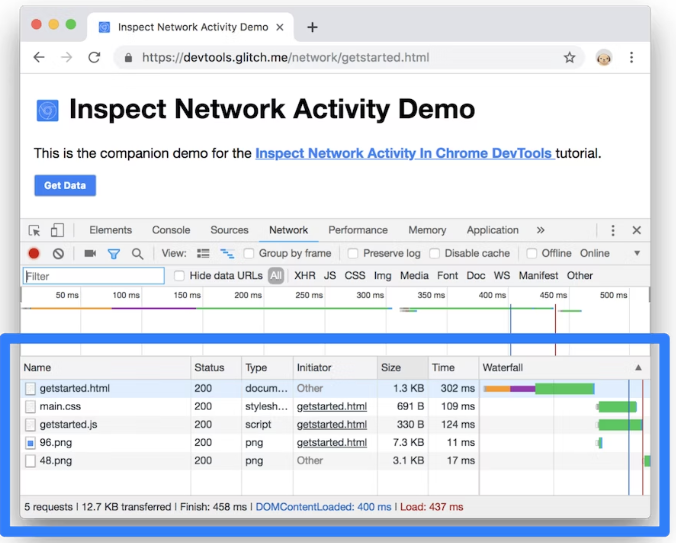 Inspect Network Activity Demo
https://devtools.glitch.me/network/getstarted.html
Inspect Network Activity Demo
This is the companion demo for the Inspect Network Activity In Chrome DevTools tutorial.
Get Data
Elements Console Sources Network Performance Memory Application
View: Group by frame Preserve log Disable cache Offline Online
Filter Hide data URLs All XHR JS CSS Img Media Font Doc WS Manifest Other
50 ms 100 ms 150 ms 200 ms 250 ms 300 ms 350 ms 400 ms 450 ms 500 ms
Name Status Type Initiator Size Time Waterfall
getstarted.html 200 docum... Other 1.3 KB 302 ms
main.css 200 stylesh... getstarted.html 691 B 109 ms
getstarted.js 200 script getstarted.html 330 B 124 ms
96.png 200 png getstarted.html 7.3 KB 11 ms
48.png 200 png Other 3.1 KB 17 ms
5 requests | 12.7 KB transferred | Finish: 458 ms | DOMContentLoaded: 400 ms | Load: 437 ms